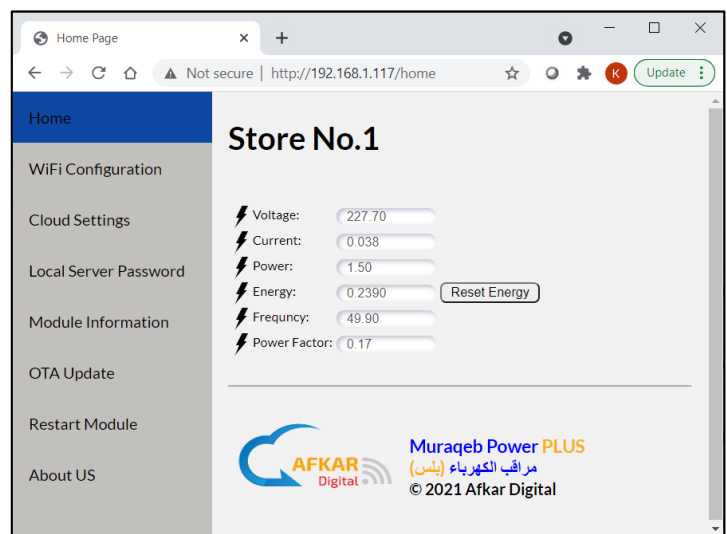 Home Page
Not secure | http://192.168.1.117/home
K
Update
Home
WiFi Configuration
Cloud Settings
Local Server Password
Module Information
OTA Update
Restart Module
About US
Store No.1
Voltage: 227.70
Current: 0.038
Power: 1.50
Energy: 0.2390 Reset Energy
Frequncy: 49.90
Power Factor: 0.17
AFKAR
Digital
Muraqeb Power PLUS
مراقب الكهرباء (بلس)
© 2021 Afkar Digital